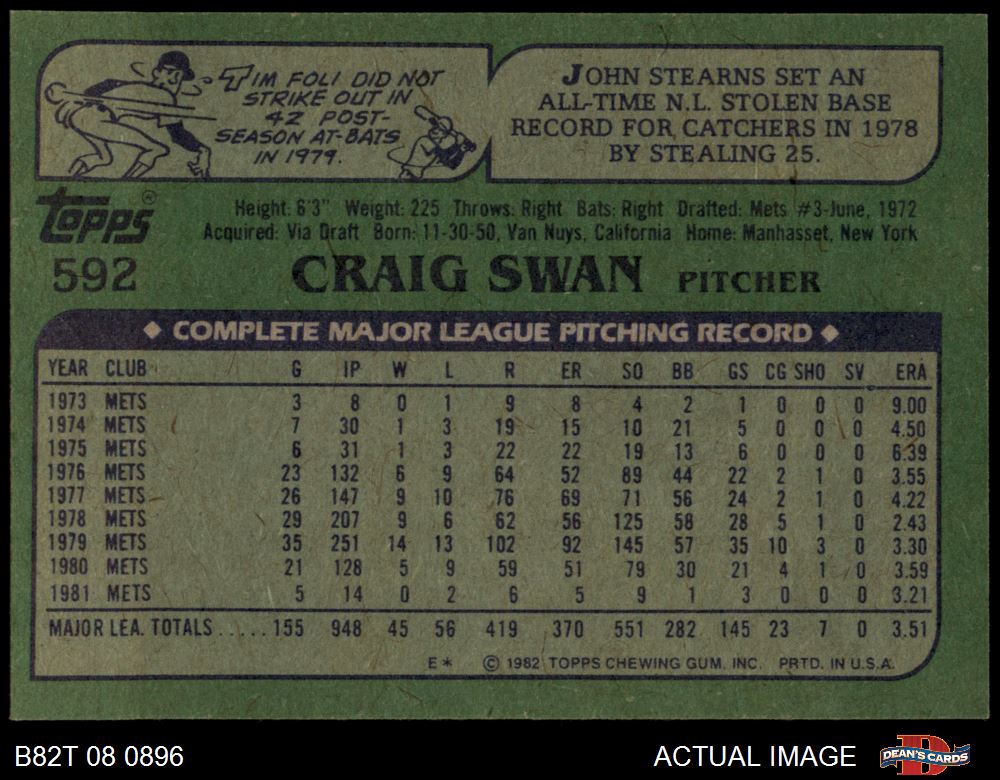 TIM FOLI DID NOT
STRIKE OUT IN
42 POST-
SEASON AT-BATS
IN 1979.
JOHN STEARNS SET AN
ALL-TIME N.L. STOLEN BASE
RECORD FOR CATCHERS IN 1978
BY STEALING 25.
topps®
Height: 6'3" Weight: 225 Throws: Right Bats: Right Drafted: Mets #3-June, 1972
Acquired: Via Draft Born: 11-30-50, Van Nuys, California Home: Manhasset, New York
592 CRAIG SWAN PITCHER
◆ COMPLETE MAJOR LEAGUE PITCHING RECORD ◆
YEAR CLUB G IP W L R ER SO BB GS CG SHO SV ERA
1973 METS 3 8 0 1 9 8 4 2 1 0 0 0 9.00
1974 METS 7 30 1 3 19 15 10 21 5 0 0 0 4.50
1975 METS 6 31 1 3 22 22 19 13 6 0 0 0 6.39
1976 METS 23 132 6 9 64 52 89 44 22 2 1 0 3.55
1977 METS 26 147 9 10 76 69 71 56 24 2 1 0 4.22
1978 METS 29 207 9 6 62 56 125 58 28 5 1 0 2.43
1979 METS 35 251 14 13 102 92 145 57 35 10 3 0 3.30
1980 METS 21 128 5 9 59 51 79 30 21 4 1 0 3.59
1981 METS 5 14 0 2 6 5 9 1 3 0 0 0 3.21
MAJOR LEA. TOTALS ..... 155 948 45 56 419 370 551 282 145 23 7 0 3.51
E* © 1982 TOPPS CHEWING GUM, INC. PRTD. IN U.S.A.
B82T 08 0896
ACTUAL IMAGE
D
DEAN'S CARDS